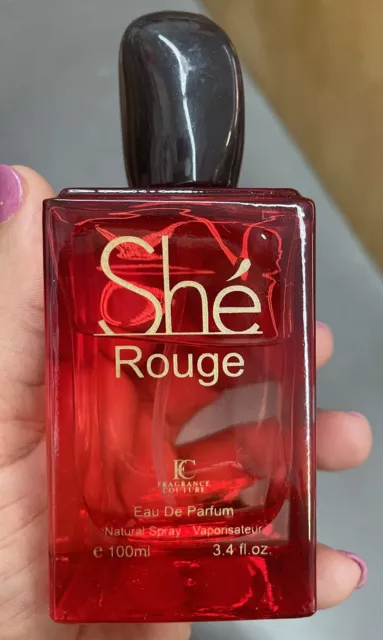 Shé
Rouge
FC
FRAGRANCE
COUTURE
Eau De Parfum
Natural Spray Vaporisateur
e 100ml 3.4 fl.oz.